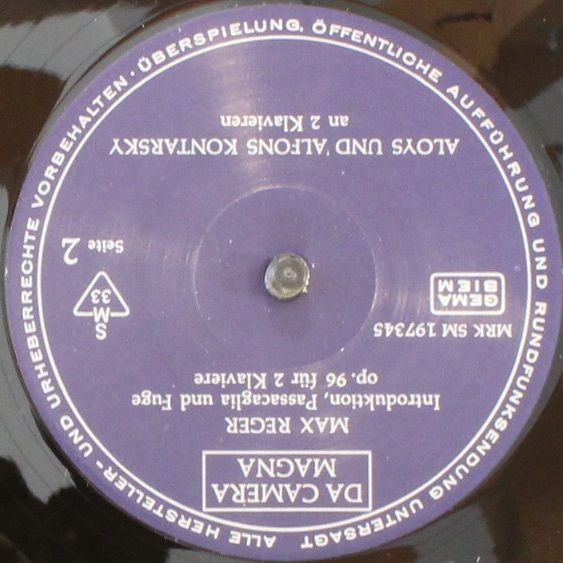 DA CAMERA
MAGNA
MAX REGER
Introduktion, Passacaglia und Fuge
op. 96 für 2 Klaviere
MRK SM 197345
GEMA
BIEM
S
M
33
Seite 2
ALOYS UND ALFONS KONTARSKY
an 2 Klavieren
ALLE HERSTELLER- UND URHEBERRECHTE VORBEHALTEN · ÜBERSPIELUNG, ÖFFENTLICHE AUFFÜHRUNG UND RUNDFUNKSENDUNG UNTERSAGT